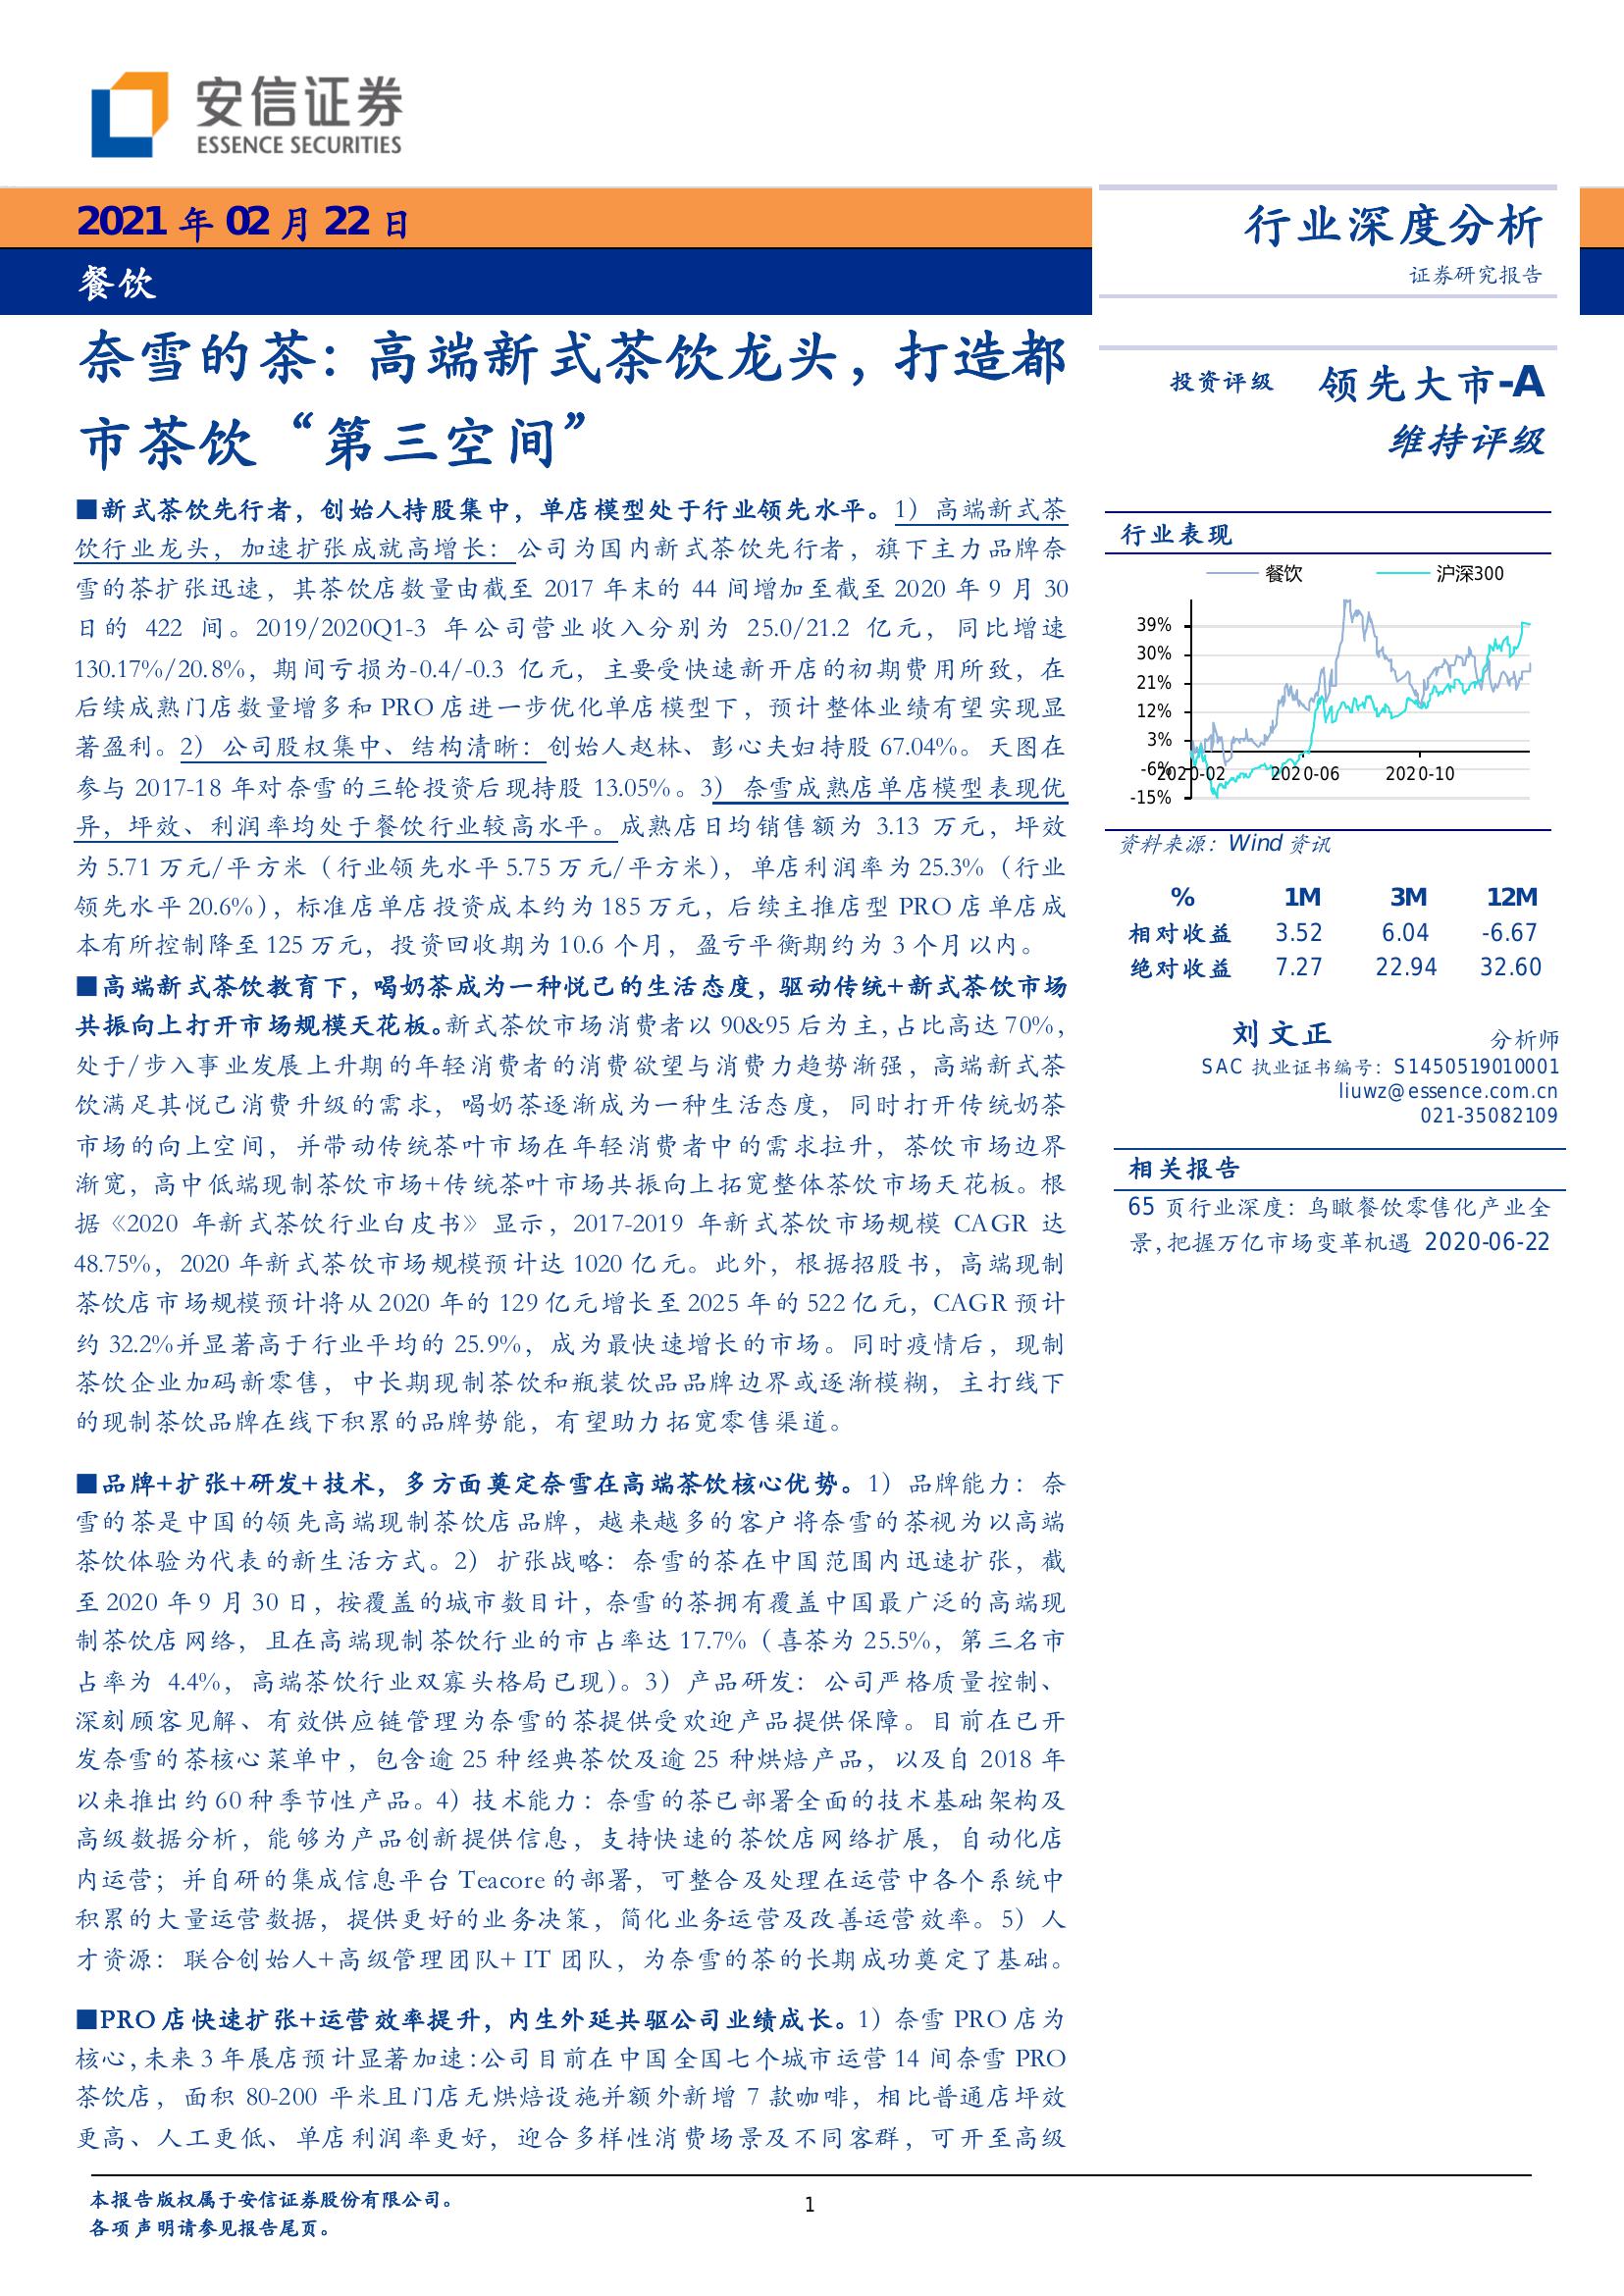 安信证券
ESSENCE SECURITIES
2021 年 02 月 22 日
餐饮
行业深度分析
证券研究报告
奈雪的茶：高端新式茶饮龙头，打造都
市茶饮“第三空间”
■新式茶饮先行者，创始人持股集中，单店模型处于行业领先水平。1）高端新式茶
饮行业龙头，加速扩张成就高增长：公司为国内新式茶饮先行者，旗下主力品牌奈
雪的茶扩张迅速，其茶饮店数量由截至 2017 年末的 44 间增加至截至 2020 年 9 月 30
日的 422 间。2019/2020Q1-3 年公司营业收入分别为 25.0/21.2 亿元，同比增速
130.17%/20.8%，期间亏损为-0.4/-0.3 亿元，主要受快速新开店的初期费用所致，在
后续成熟门店数量增多和 PRO 店进一步优化单店模型下，预计整体业绩有望实现显
著盈利。2）公司股权集中、结构清晰：创始人赵林、彭心夫妇持股 67.04%。天图在
参与 2017-18 年对奈雪的三轮投资后现持股 13.05%。3）奈雪成熟店单店模型表现优
异，坪效、利润率均处于餐饮行业较高水平。成熟店日均销售额为 3.13 万元，坪效
为 5.71 万元/平方米（行业领先水平 5.75 万元/平方米），单店利润率为 25.3%（行业
领先水平 20.6%），标准店单店投资成本约为 185 万元，后续主推店型 PRO 店单店成
本有所控制降至 125 万元，投资回收期为 10.6 个月，盈亏平衡期约为 3 个月以内。
■高端新式茶饮教育下，喝奶茶成为一种悦己的生活态度，驱动传统+新式茶饮市场
共振向上打开市场规模天花板。新式茶饮市场消费者以 90&95 后为主，占比高达 70%，
处于/步入事业发展上升期的年轻消费者的消费欲望与消费力趋势渐强，高端新式茶
饮满足其悦己消费升级的需求，喝奶茶逐渐成为一种生活态度，同时打开传统奶茶
市场的向上空间，并带动传统茶叶市场在年轻消费者中的需求拉升，茶饮市场边界
渐宽，高中低端现制茶饮市场+传统茶叶市场共振向上拓宽整体茶饮市场天花板。根
据《2020 年新式茶饮行业白皮书》显示，2017-2019 年新式茶饮市场规模 CAGR 达
48.75%，2020 年新式茶饮市场规模预计达 1020 亿元。此外，根据招股书，高端现制
茶饮店市场规模预计将从 2020 年的 129 亿元增长至 2025 年的 522 亿元，CAGR 预计
约 32.2%并显著高于行业平均的 25.9%，成为最快速增长的市场。同时疫情后，现制
茶饮企业加码新零售，中长期现制茶饮和瓶装饮品品牌边界或逐渐模糊，主打线下
的现制茶饮品牌在线下积累的品牌势能，有望助力拓宽零售渠道。
■品牌+扩张+研发+技术，多方面奠定奈雪在高端茶饮核心优势。1）品牌能力：奈
雪的茶是中国的领先高端现制茶饮店品牌，越来越多的客户将奈雪的茶视为以高端
茶饮体验为代表的新生活方式。2）扩张战略：奈雪的茶在中国范围内迅速扩张，截
至 2020 年 9 月 30 日，按覆盖的城市数目计，奈雪的茶拥有覆盖中国最广泛的高端现
制茶饮店网络，且在高端现制茶饮行业的市占率达 17.7%（喜茶为 25.5%，第三名市
占率为 4.4%，高端茶饮行业双寡头格局已现）。3）产品研发：公司严格质量控制、
深刻顾客见解、有效供应链管理为奈雪的茶提供受欢迎产品提供保障。目前在已开
发奈雪的茶核心菜单中，包含逾 25 种经典茶饮及逾 25 种烘焙产品，以及自 2018 年
以来推出约 60 种季节性产品。4）技术能力：奈雪的茶已部署全面的技术基础架构及
高级数据分析，能够为产品创新提供信息，支持快速的茶饮店网络扩展，自动化店
内运营；并自研的集成信息平台 Teacore 的部署，可整合及处理在运营中各个系统中
积累的大量运营数据，提供更好的业务决策，简化业务运营及改善运营效率。5）人
才资源：联合创始人+高级管理团队+ IT 团队，为奈雪的茶的长期成功奠定了基础。
■PRO 店快速扩张+运营效率提升，内生外延共驱公司业绩成长。1）奈雪 PRO 店为
核心，未来 3 年展店预计显著加速：公司目前在中国全国七个城市运营 14 间奈雪 PRO
茶饮店，面积 80-200 平米且门店无烘焙设施并额外新增 7 款咖啡，相比普通店坪效
更高、人工更低、单店利润率更好，迎合多样性消费场景及不同客群，可开至高级
投资评级 领先大市-A
维持评级
行业表现
餐饮 沪深300
39%
30%
21%
12%
3%
-6%
-15%
2020-02 2020-06 2020-10
资料来源：Wind 资讯
% 1M 3M 12M
相对收益 3.52 6.04 -6.67
绝对收益 7.27 22.94 32.60
刘文正 分析师
SAC 执业证书编号：S1450519010001
liuwz@essence.com.cn
021-35082109
相关报告
65 页行业深度：鸟瞰餐饮零售化产业全
景，把握万亿市场变革机遇 2020-06-22
本报告版权属于安信证券股份有限公司。
各项声明请参见报告尾页。
1